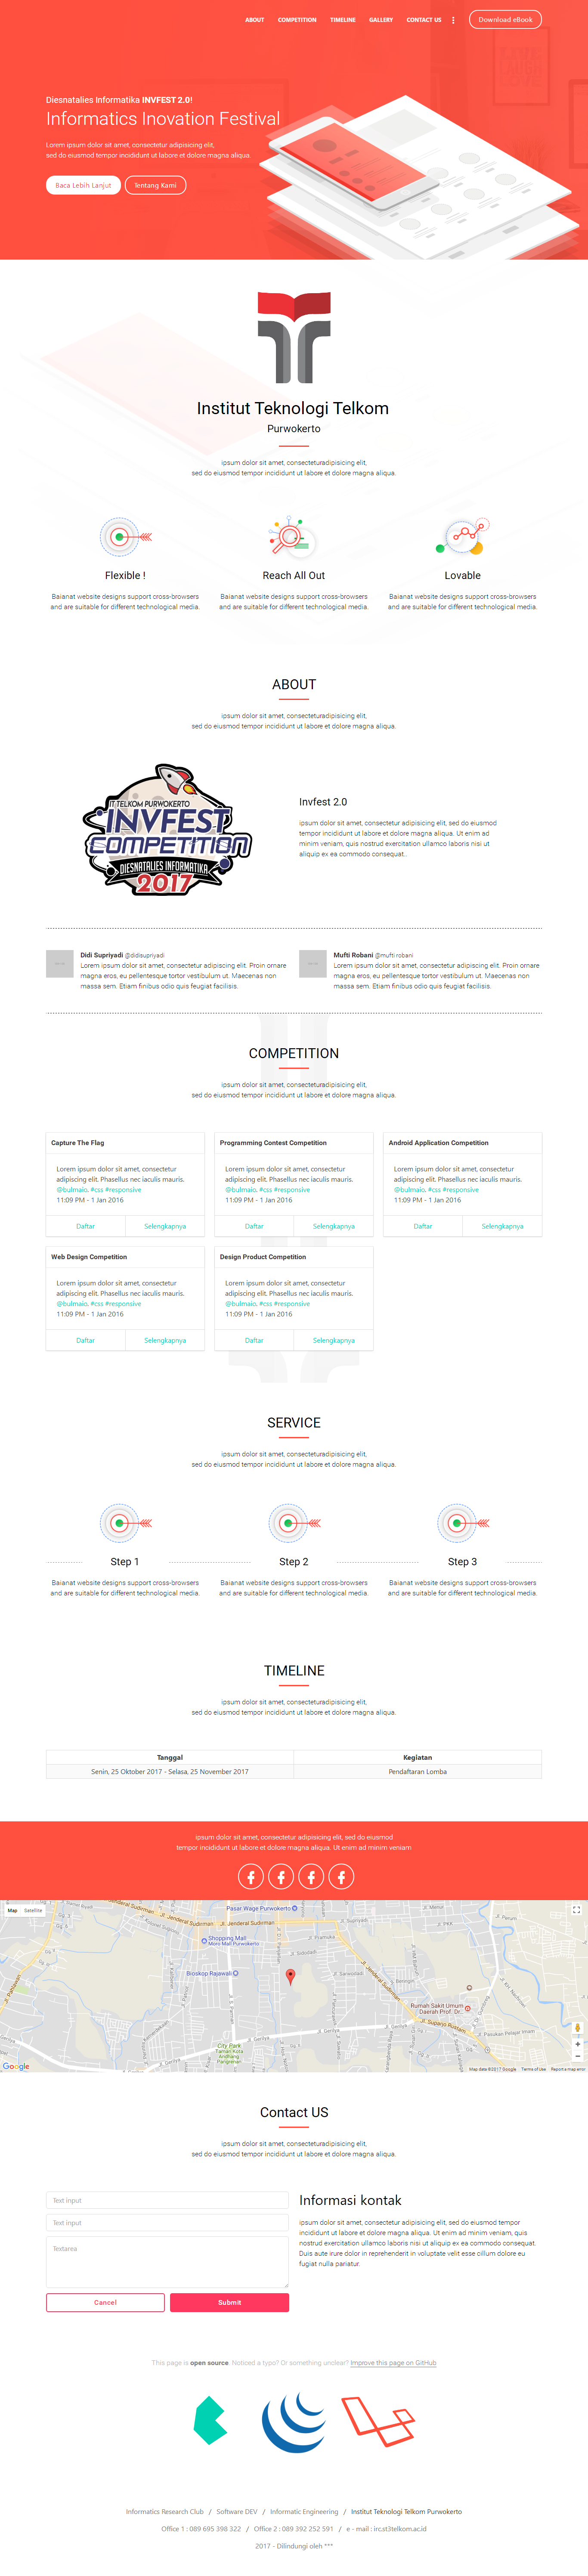 ABOUT COMPETITION TIMELINE GALLERY CONTACT US Download eBook
Diesnatalies Informatika INVFEST 2.0!
Informatics Inovation Festival
Lorem ipsum dolor sit amet, consectetur adipisicing elit,
sed do eiusmod tempor incididunt ut labore et dolore magna aliqua.
Baca Lebih Lanjut Tentang Kami
Institut Teknologi Telkom
Purwokerto
ipsum dolor sit amet, consecteturadipisicing elit,
sed do eiusmod tempor incididunt ut labore et dolore magna aliqua.
Flexible !
Baianat website designs support cross-browsers
and are suitable for different technological media.
Reach All Out
Baianat website designs support cross-browsers
and are suitable for different technological media.
Lovable
Baianat website designs support cross-browsers
and are suitable for different technological media.
ABOUT
ipsum dolor sit amet, consecteturadipisicing elit,
sed do eiusmod tempor incididunt ut labore et dolore magna aliqua.
IT TELKOM PURWOKERTO
INVFEST
COMPETITION
DIESNATALIES INFORMATIKA
2017
Invfest 2.0
ipsum dolor sit amet, consectetur adipisicing elit, sed do eiusmod
tempor incididunt ut labore et dolore magna aliqua. Ut enim ad
minim veniam, quis nostrud exercitation ullamco laboris nisi ut
aliquip ex ea commodo consequat..
Didi Supriyadi @didisupriyadi
Lorem ipsum dolor sit amet, consectetur adipiscing elit. Proin ornare
magna eros, eu pellentesque tortor vestibulum ut. Maecenas non
massa sem. Etiam finibus odio quis feugiat facilisis.
Mufti Robani @mufti robani
Lorem ipsum dolor sit amet, consectetur adipiscing elit. Proin ornare
magna eros, eu pellentesque tortor vestibulum ut. Maecenas non
massa sem. Etiam finibus odio quis feugiat facilisis.
COMPETITION
ipsum dolor sit amet, consecteturadipisicing elit,
sed do eiusmod tempor incididunt ut labore et dolore magna aliqua.
Capture The Flag
Lorem ipsum dolor sit amet, consectetur
adipiscing elit. Phasellus nec iaculis mauris.
@bulmaio. #css #responsive
11:09 PM - 1 Jan 2016
Daftar Selengkapnya
Programming Contest Competition
Lorem ipsum dolor sit amet, consectetur
adipiscing elit. Phasellus nec iaculis mauris.
@bulmaio. #css #responsive
11:09 PM - 1 Jan 2016
Daftar Selengkapnya
Android Application Competition
Lorem ipsum dolor sit amet, consectetur
adipiscing elit. Phasellus nec iaculis mauris.
@bulmaio. #css #responsive
11:09 PM - 1 Jan 2016
Daftar Selengkapnya
Web Design Competition
Lorem ipsum dolor sit amet, consectetur
adipiscing elit. Phasellus nec iaculis mauris.
@bulmaio. #css #responsive
11:09 PM - 1 Jan 2016
Daftar Selengkapnya
Design Product Competition
Lorem ipsum dolor sit amet, consectetur
adipiscing elit. Phasellus nec iaculis mauris.
@bulmaio. #css #responsive
11:09 PM - 1 Jan 2016
Daftar Selengkapnya
SERVICE
ipsum dolor sit amet, consecteturadipisicing elit,
sed do eiusmod tempor incididunt ut labore et dolore magna aliqua.
Step 1
Baianat website designs support cross-browsers
and are suitable for different technological media.
Step 2
Baianat website designs support cross-browsers
and are suitable for different technological media.
Step 3
Baianat website designs support cross-browsers
and are suitable for different technological media.
TIMELINE
ipsum dolor sit amet, consecteturadipisicing elit,
sed do eiusmod tempor incididunt ut labore et dolore magna aliqua.
Tanggal Kegiatan
Senin, 25 Oktober 2017 - Selasa, 25 November 2017 Pendaftaran Lomba
ipsum dolor sit amet, consectetur adipisicing elit, sed do eiusmod
tempor incididunt ut labore et dolore magna aliqua. Ut enim ad minim veniam
Map Satellite
Pasar Wage Purwokerto
Jl. Jenderal Sudirman
Jl. Jenderal Sudirman
Shopping Mall
Moro Mall Purwokerto
Bioskop Rajawali
Jl. Jenderal Sudirman
Rumah Sakit Umum
Daerah Prof. Dr...
City Park
Taman Kota
Andhang
Pangrenan
Google
Map data ©2017 Google Terms of Use Report a map error
Contact US
ipsum dolor sit amet, consecteturadipisicing elit,
sed do eiusmod tempor incididunt ut labore et dolore magna aliqua.
Text input
Text input
Textarea
Cancel Submit
Informasi kontak
ipsum dolor sit amet, consectetur adipisicing elit, sed do eiusmod tempor
incididunt ut labore et dolore magna aliqua. Ut enim ad minim veniam, quis
nostrud exercitation ullamco laboris nisi ut aliquip ex ea commodo consequat.
Duis aute irure dolor in reprehenderit in voluptate velit esse cillum dolore eu
fugiat nulla pariatur.
This page is open source. Noticed a typo? Or something unclear? Improve this page on GitHub
Informatics Research Club / Software DEV / Informatic Engineering / Institut Teknologi Telkom Purwokerto
Office 1 : 089 695 398 322 / Office 2 : 089 392 252 591 / e - mail : irc.st3telkom.ac.id
2017 - Dilindungi oleh ***